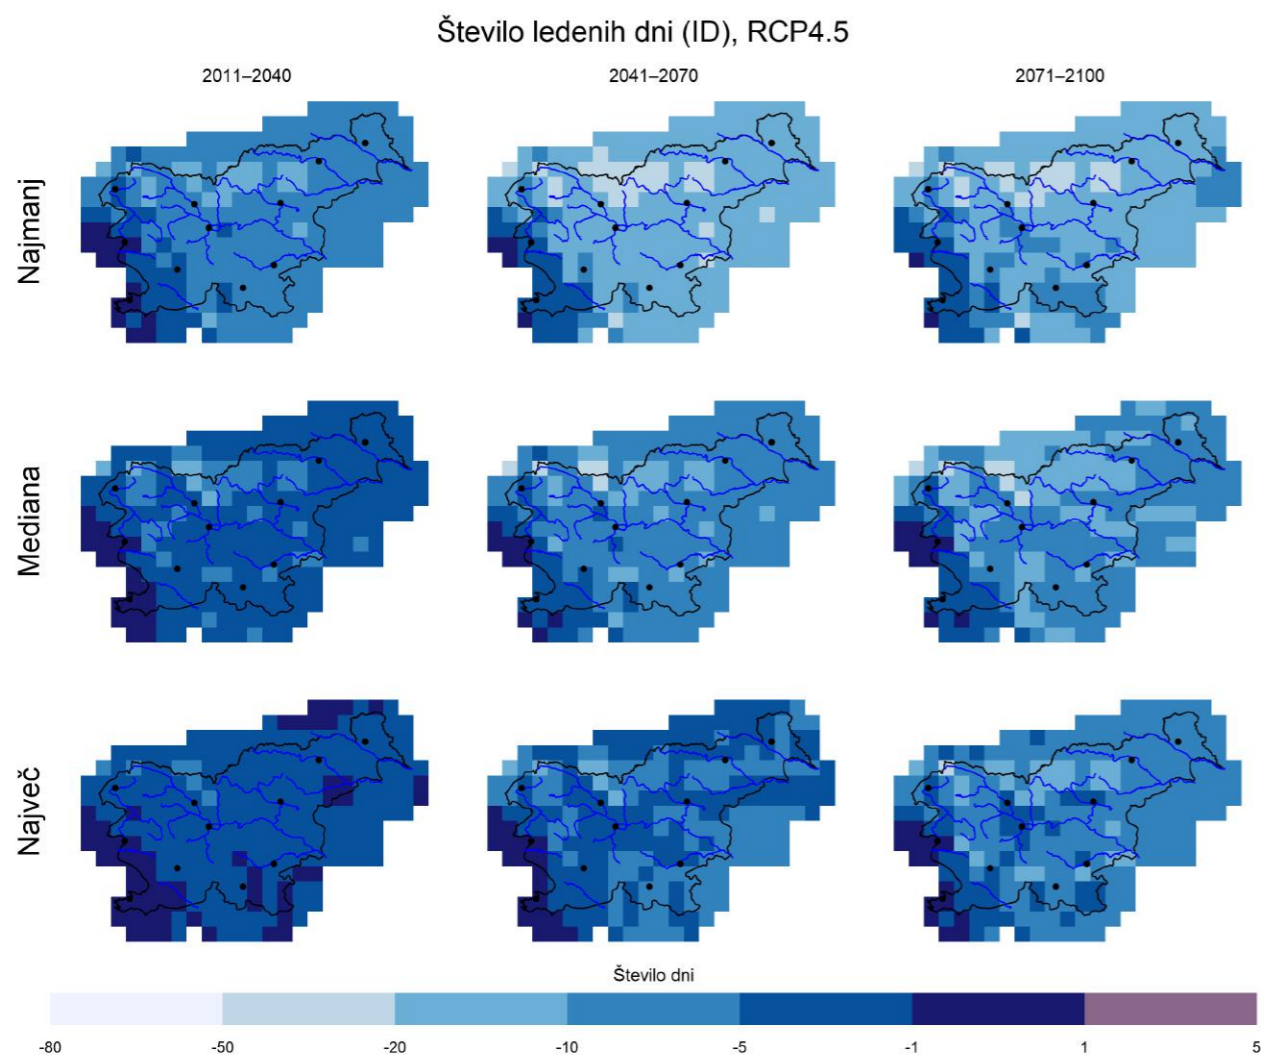 Število ledenih dni (ID), RCP4.5
2011–2040 2041–2070 2071–2100
Najmanj
Mediana
Največ
Število dni
-80 -50 -20 -10 -5 -1 1 5